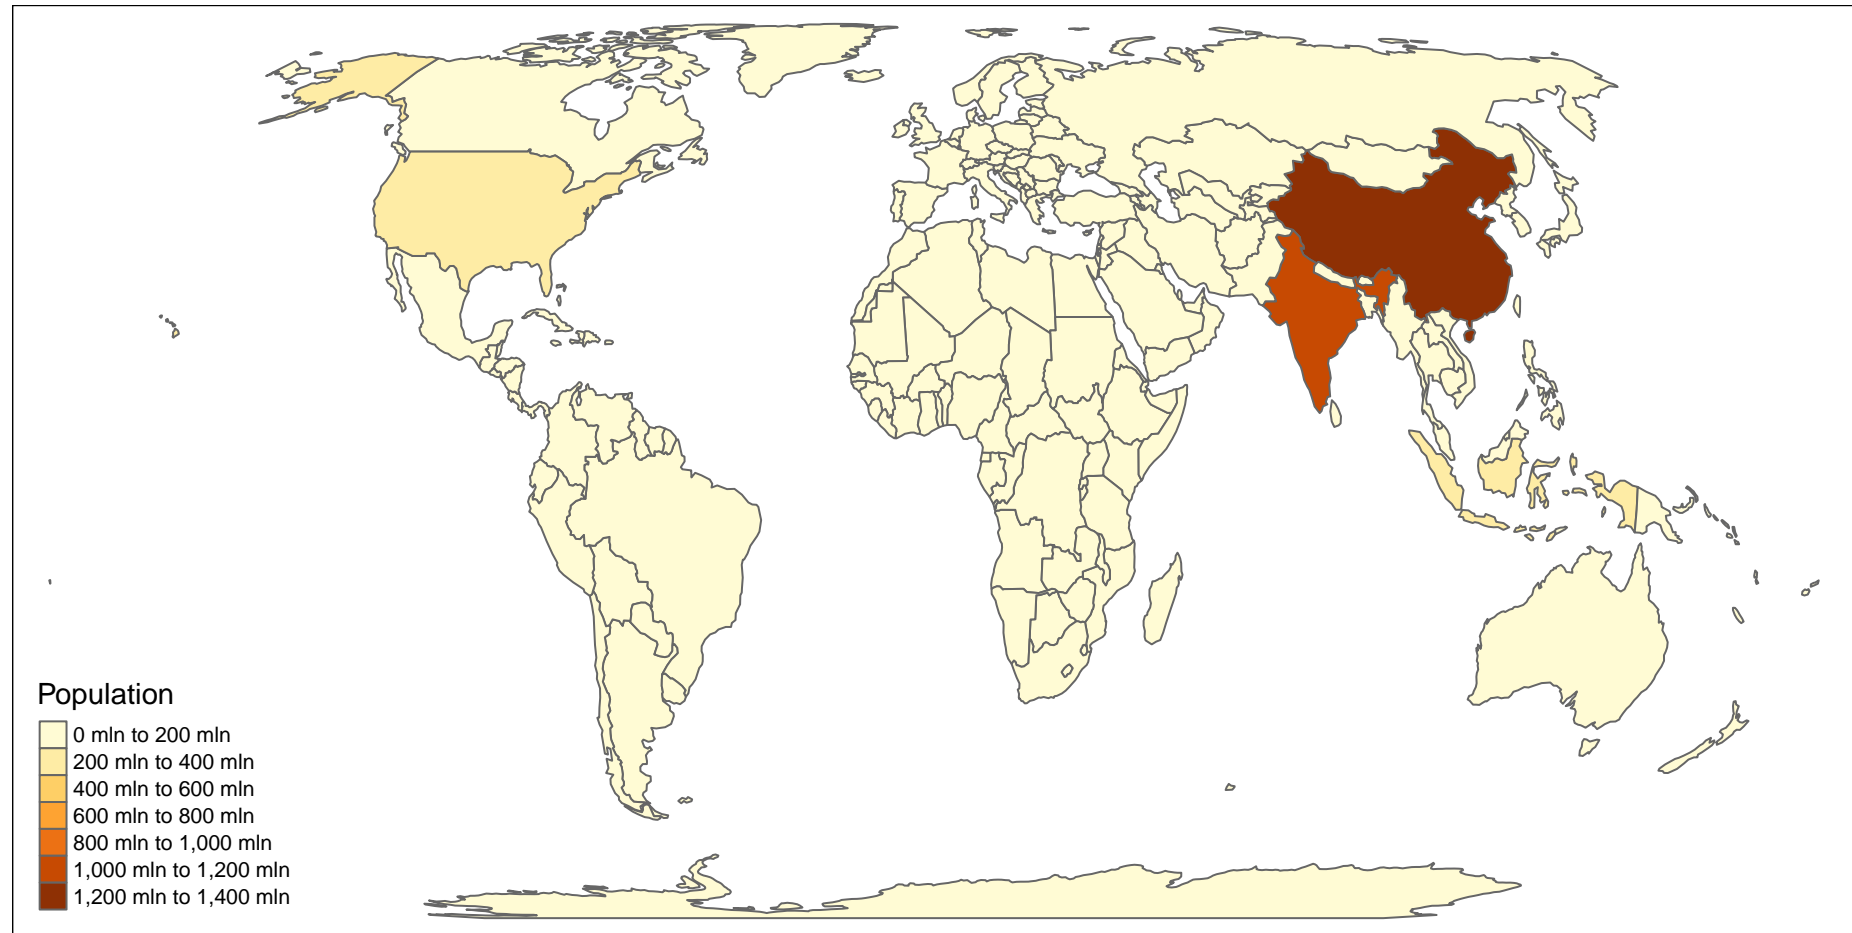 Population
0 mln to 200 mln
200 mln to 400 mln
400 mln to 600 mln
600 mln to 800 mln
800 mln to 1,000 mln
1,000 mln to 1,200 mln
1,200 mln to 1,400 mln